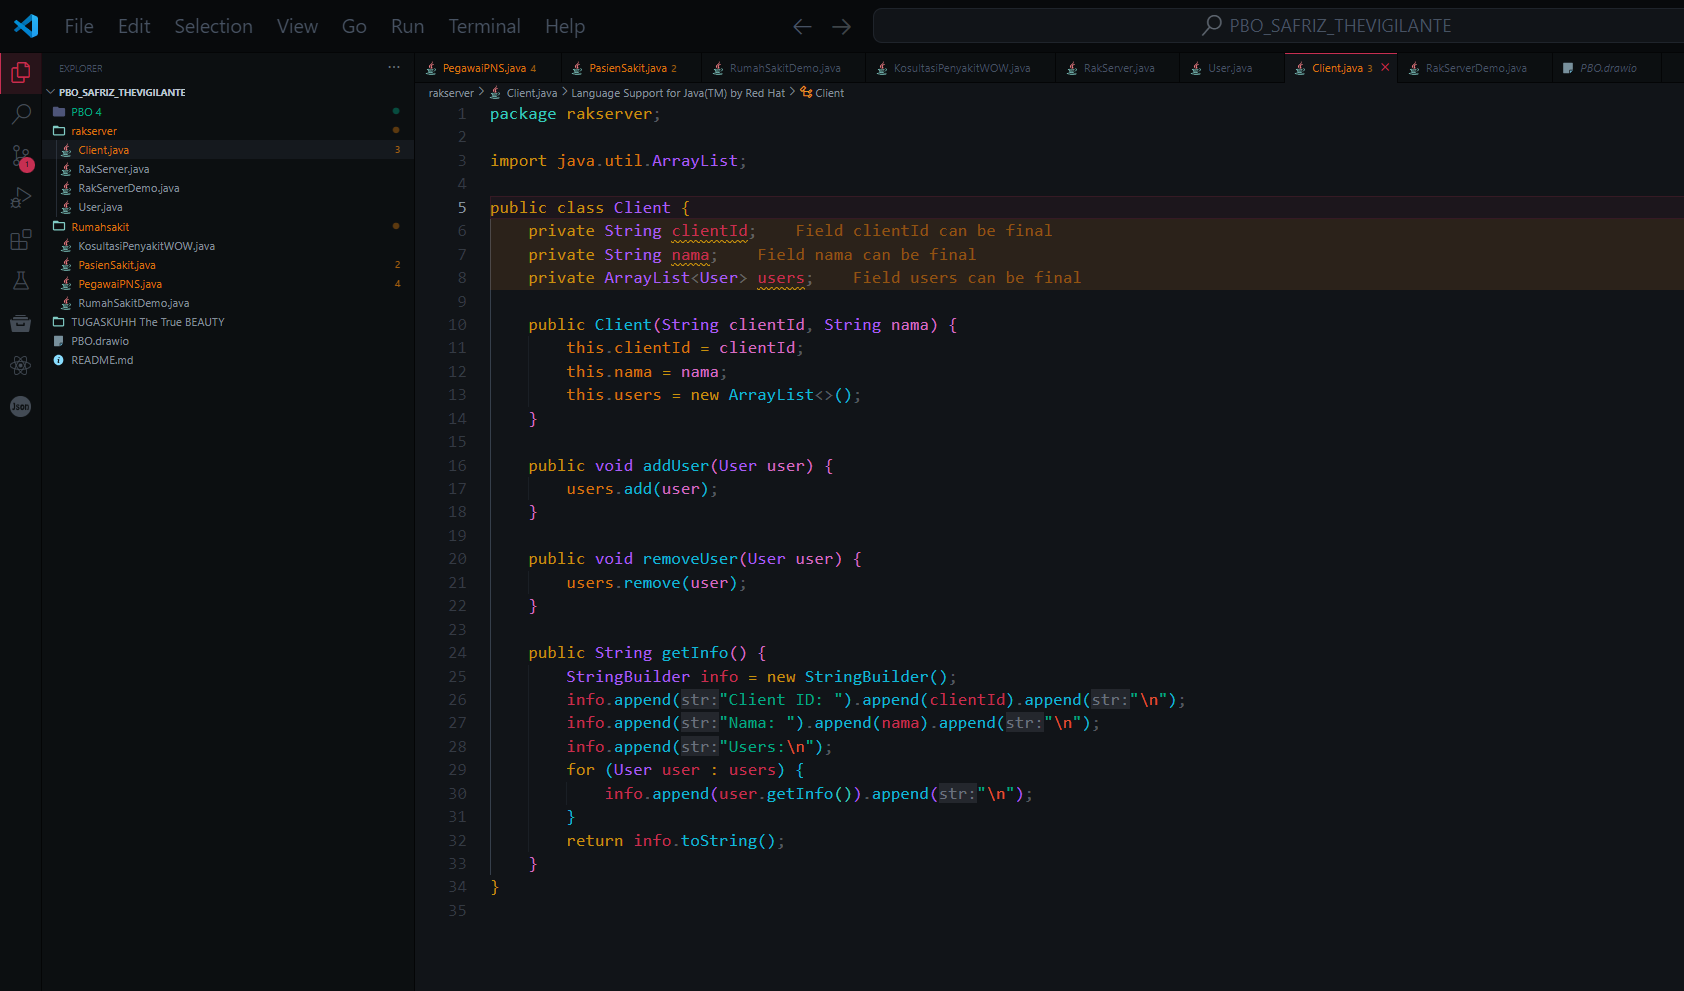 File Edit Selection View Go Run Terminal Help
PBO_SAFRIZ_THEVIGILANTE
EXPLORER
PegawaiPNS.java 4 PasienSakit.java 2 RumahSakitDemo.java KosultasiPenyakitWOW.java RakServer.java User.java Client.java 3 RakServerDemo.java PBO.drawio
PBO_SAFRIZ_THEVIGILANTE
PBO 4
rakserver
Client.java 3
RakServer.java
RakServerDemo.java
User.java
Rumahsakit
KosultasiPenyakitWOW.java
PasienSakit.java 2
PegawaiPNS.java 4
RumahSakitDemo.java
TUGASKUHH The True BEAUTY
PBO.drawio
README.md
1
Json
rakserver > Client.java > Language Support for Java(TM) by Red Hat > Client
1 package rakserver;
2
3 import java.util.ArrayList;
4
5 public class Client {
6     private String clientId;    Field clientId can be final
7     private String nama;    Field nama can be final
8     private ArrayList<User> users;    Field users can be final
9
10     public Client(String clientId, String nama) {
11         this.clientId = clientId;
12         this.nama = nama;
13         this.users = new ArrayList<>();
14     }
15
16     public void addUser(User user) {
17         users.add(user);
18     }
19
20     public void removeUser(User user) {
21         users.remove(user);
22     }
23
24     public String getInfo() {
25         StringBuilder info = new StringBuilder();
26         info.append(str:"Client ID: ").append(clientId).append(str:"\n");
27         info.append(str:"Nama: ").append(nama).append(str:"\n");
28         info.append(str:"Users:\n");
29         for (User user : users) {
30             info.append(user.getInfo()).append(str:"\n");
31         }
32         return info.toString();
33     }
34 }
35